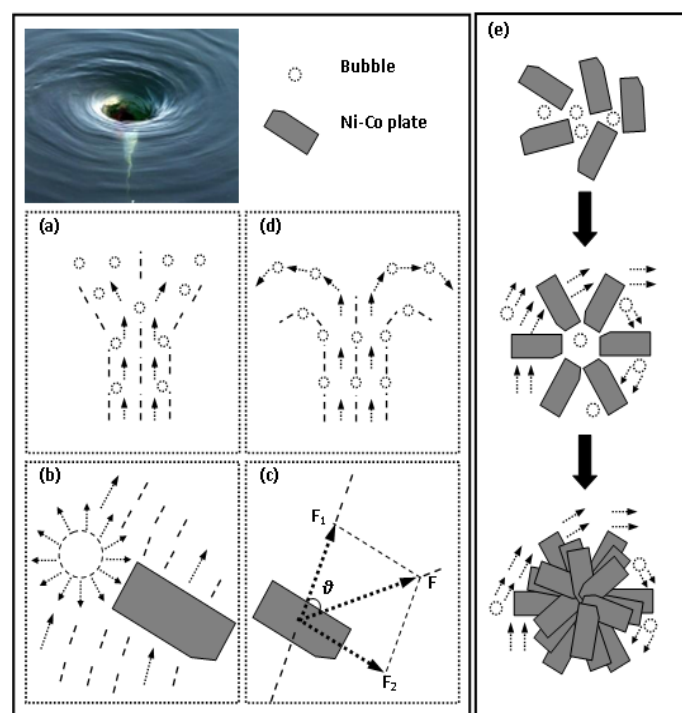 Bubble
Ni-Co plate
(a)
(d)
(b)
(c)
F1
ϑ
F
F2
(e)